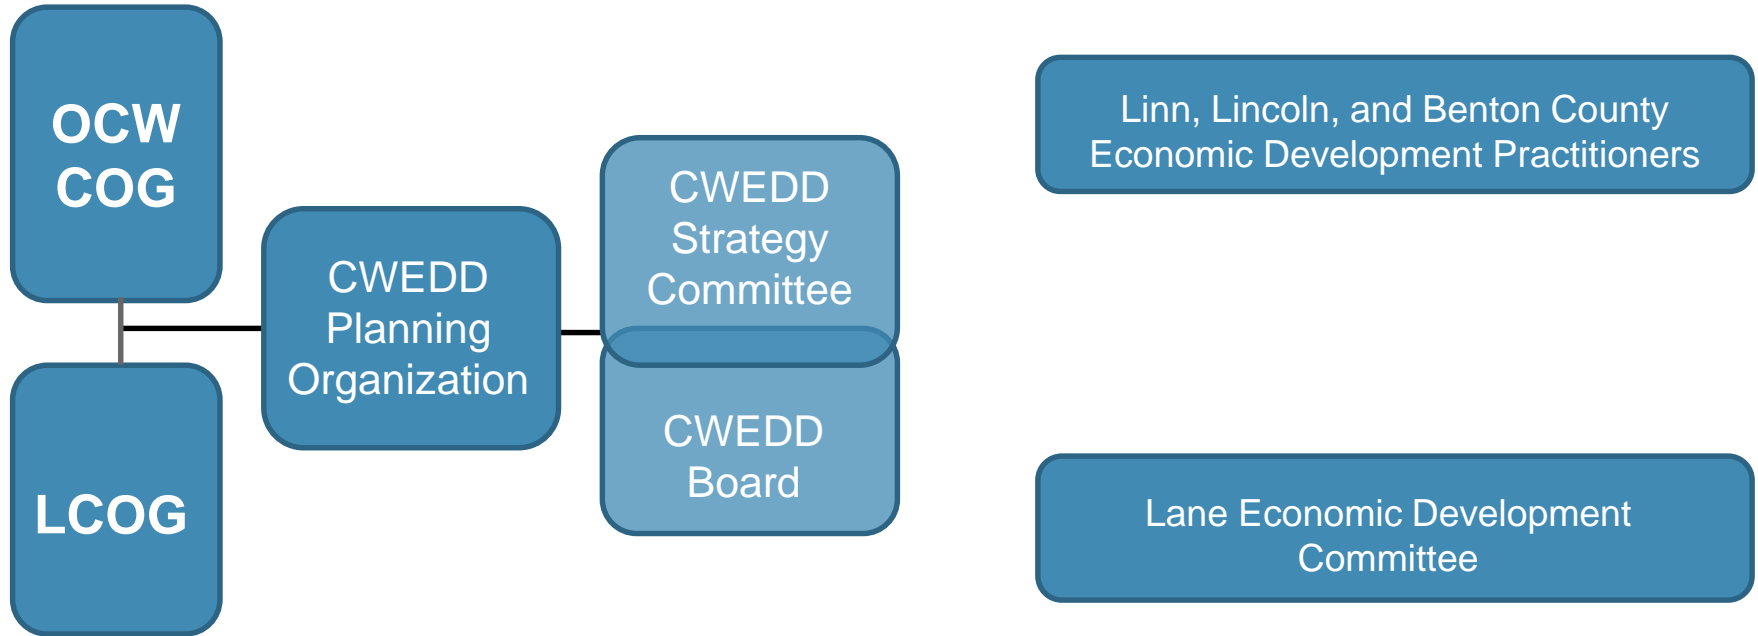 OCW
COG
LCOG
CWEDD
Planning
Organization
CWEDD
Strategy
Committee
CWEDD
Board
Linn, Lincoln, and Benton County
Economic Development Practitioners
Lane Economic Development
Committee